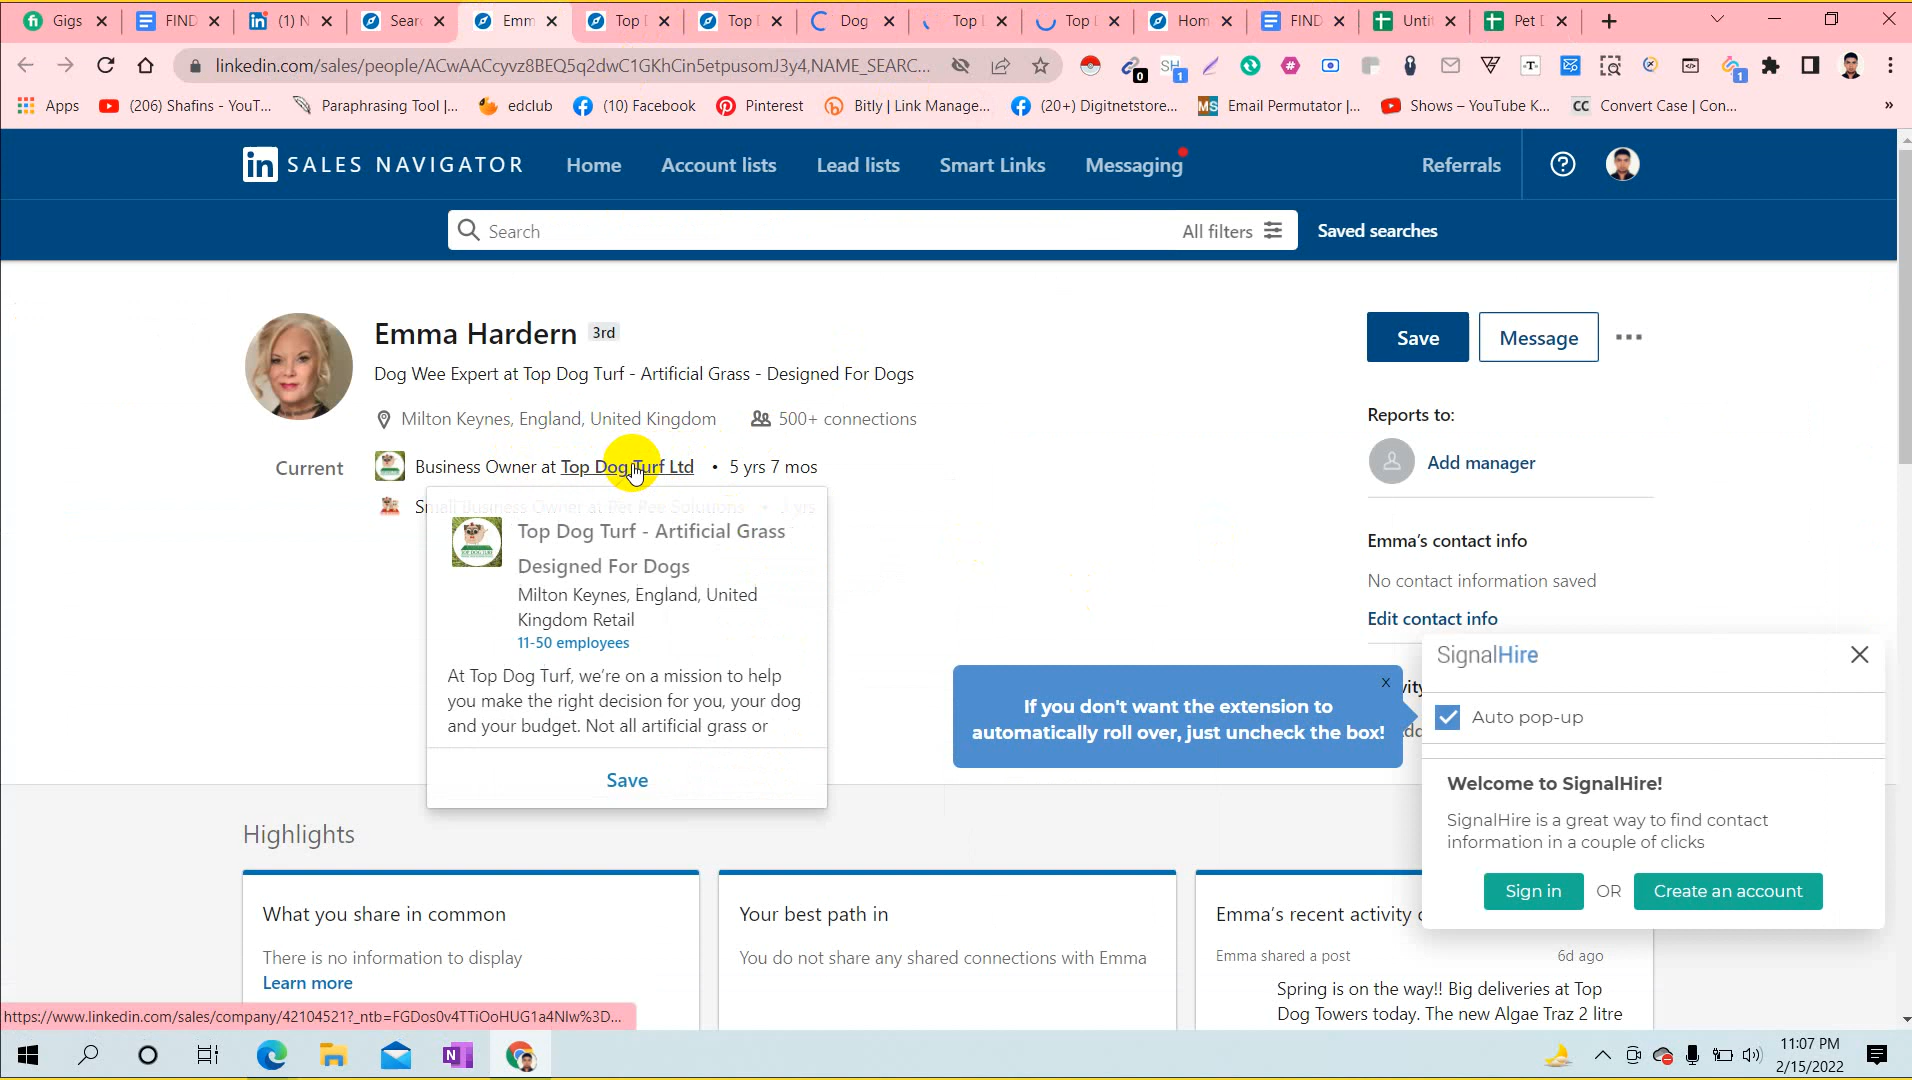 Gigs
FIND
(1) N
Sear
Emm
Top
Top
Dog
Top
Top
Hom
FIND
Unti
Pet
linkedin.com/sales/people/ACwAACcyvz8BEQ5q2dwC1GKhCin5etpusomJ3y4,NAME_SEARC...
Apps
(206) Shafins - YouT...
Paraphrasing Tool |...
edclub
(10) Facebook
Pinterest
Bitly | Link Manage...
(20+) Digitnetstore...
Email Permutator |...
Shows – YouTube K...
Convert Case | Con...
»
in SALES NAVIGATOR
Home
Account lists
Lead lists
Smart Links
Messaging
Referrals
Search
All filters
Saved searches
Emma Hardern 3rd
Dog Wee Expert at Top Dog Turf - Artificial Grass - Designed For Dogs
Milton Keynes, England, United Kingdom
500+ connections
Current
Business Owner at Top Dog Turf Ltd • 5 yrs 7 mos
Small Business Owner at Pet Pee Solutions • 3 yrs
Top Dog Turf - Artificial Grass
Designed For Dogs
Milton Keynes, England, United
Kingdom Retail
11-50 employees
At Top Dog Turf, we're on a mission to help
you make the right decision for you, your dog
and your budget. Not all artificial grass or
Save
Save
Message
Reports to:
Add manager
Emma's contact info
No contact information saved
Edit contact info
SignalHire
Auto pop-up
If you don't want the extension to
automatically roll over, just uncheck the box!
x
Welcome to SignalHire!
SignalHire is a great way to find contact
information in a couple of clicks
Sign in OR Create an account
Highlights
What you share in common
There is no information to display
Learn more
Your best path in
You do not share any shared connections with Emma
Emma's recent activity
Emma shared a post
6d ago
Spring is on the way!! Big deliveries at Top
Dog Towers today. The new Algae Traz 2 litre
https://www.linkedin.com/sales/company/42104521?_ntb=FGDos0v4TTiOoHUG1a4NIw%3D...
11:07 PM
2/15/2022